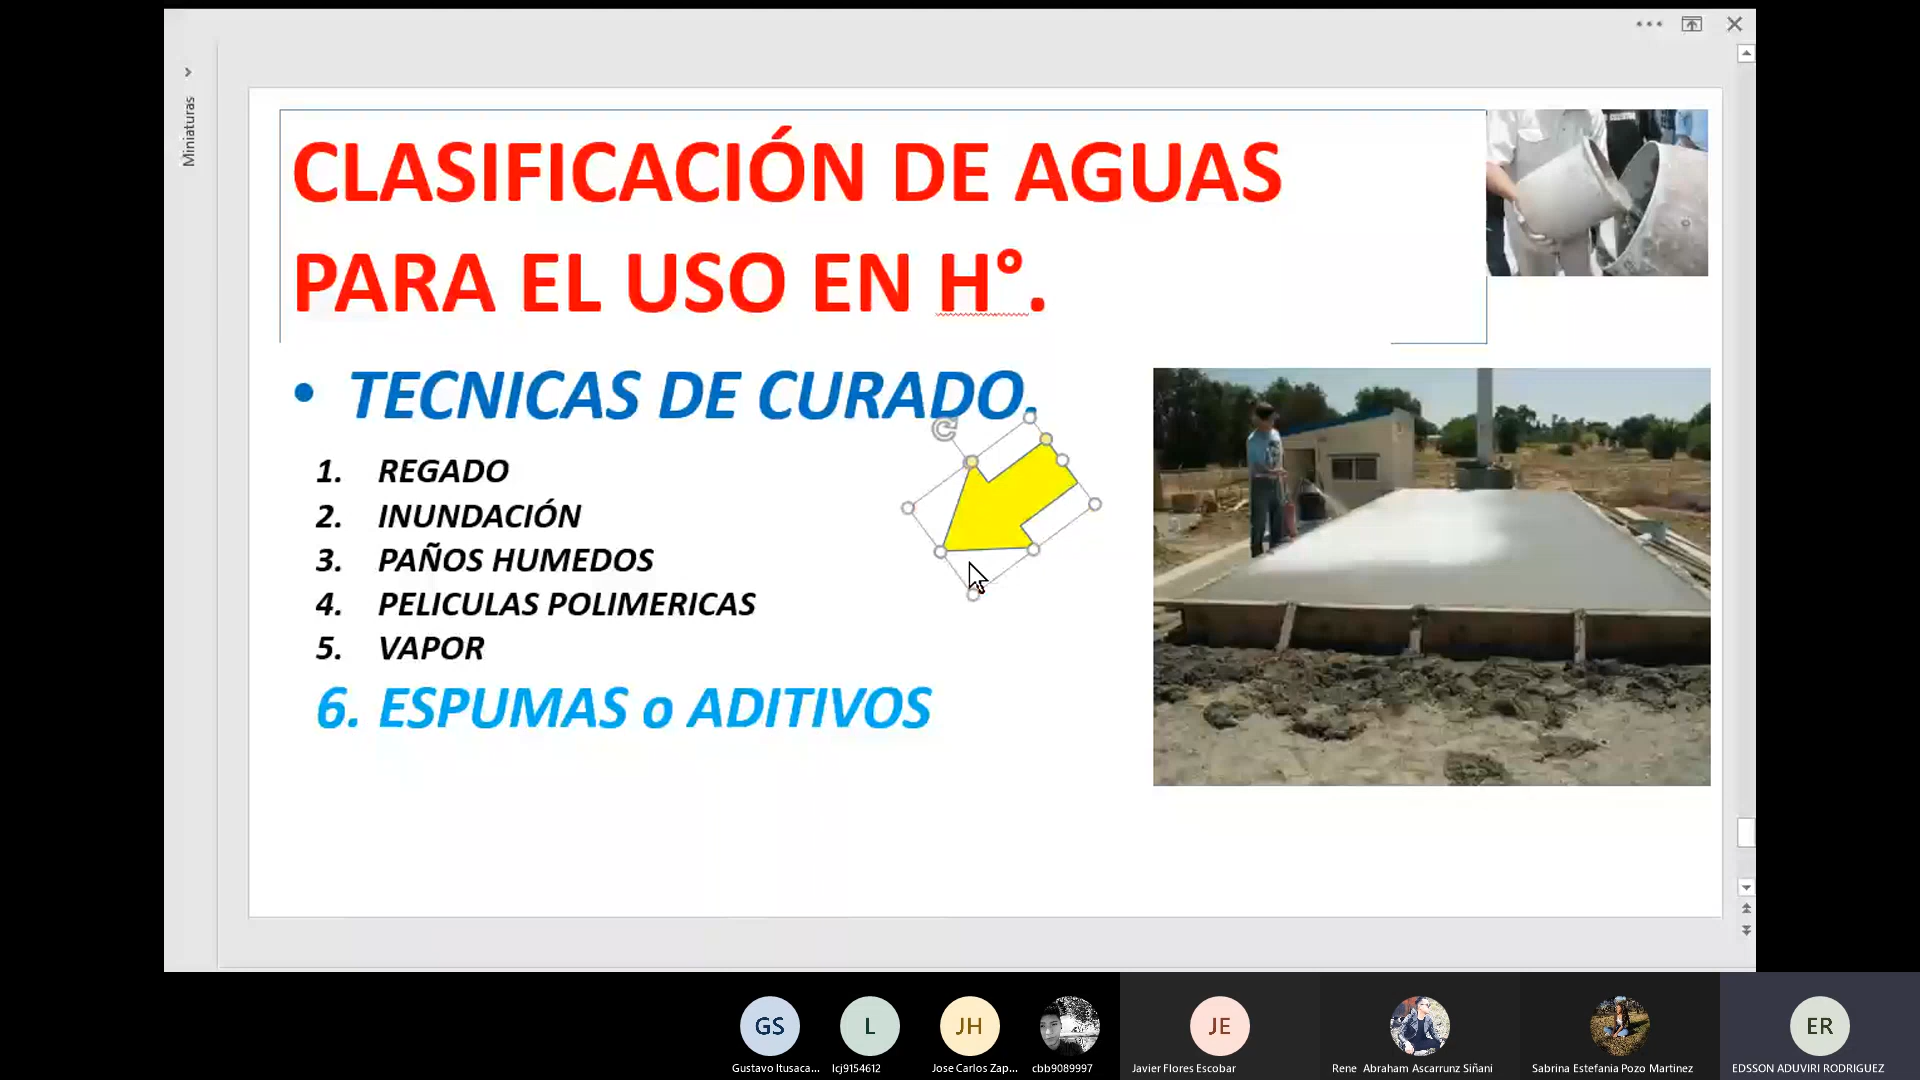 Miniaturas
CLASIFICACIÓN DE AGUAS
PARA EL USO EN H°.
• TECNICAS DE CURADO.
1. REGADO
2. INUNDACIÓN
3. PAÑOS HUMEDOS
4. PELICULAS POLIMERICAS
5. VAPOR
6. ESPUMAS o ADITIVOS
GS
L
JH
JE
ER
Gustavo Itusaca...
lcj9154612
Jose Carlos Zap...
cbb9089997
Javier Flores Escobar
Rene Abraham Ascarrunz Siñani
Sabrina Estefania Pozo Martinez
EDSSON ADUVIRI RODRIGUEZ